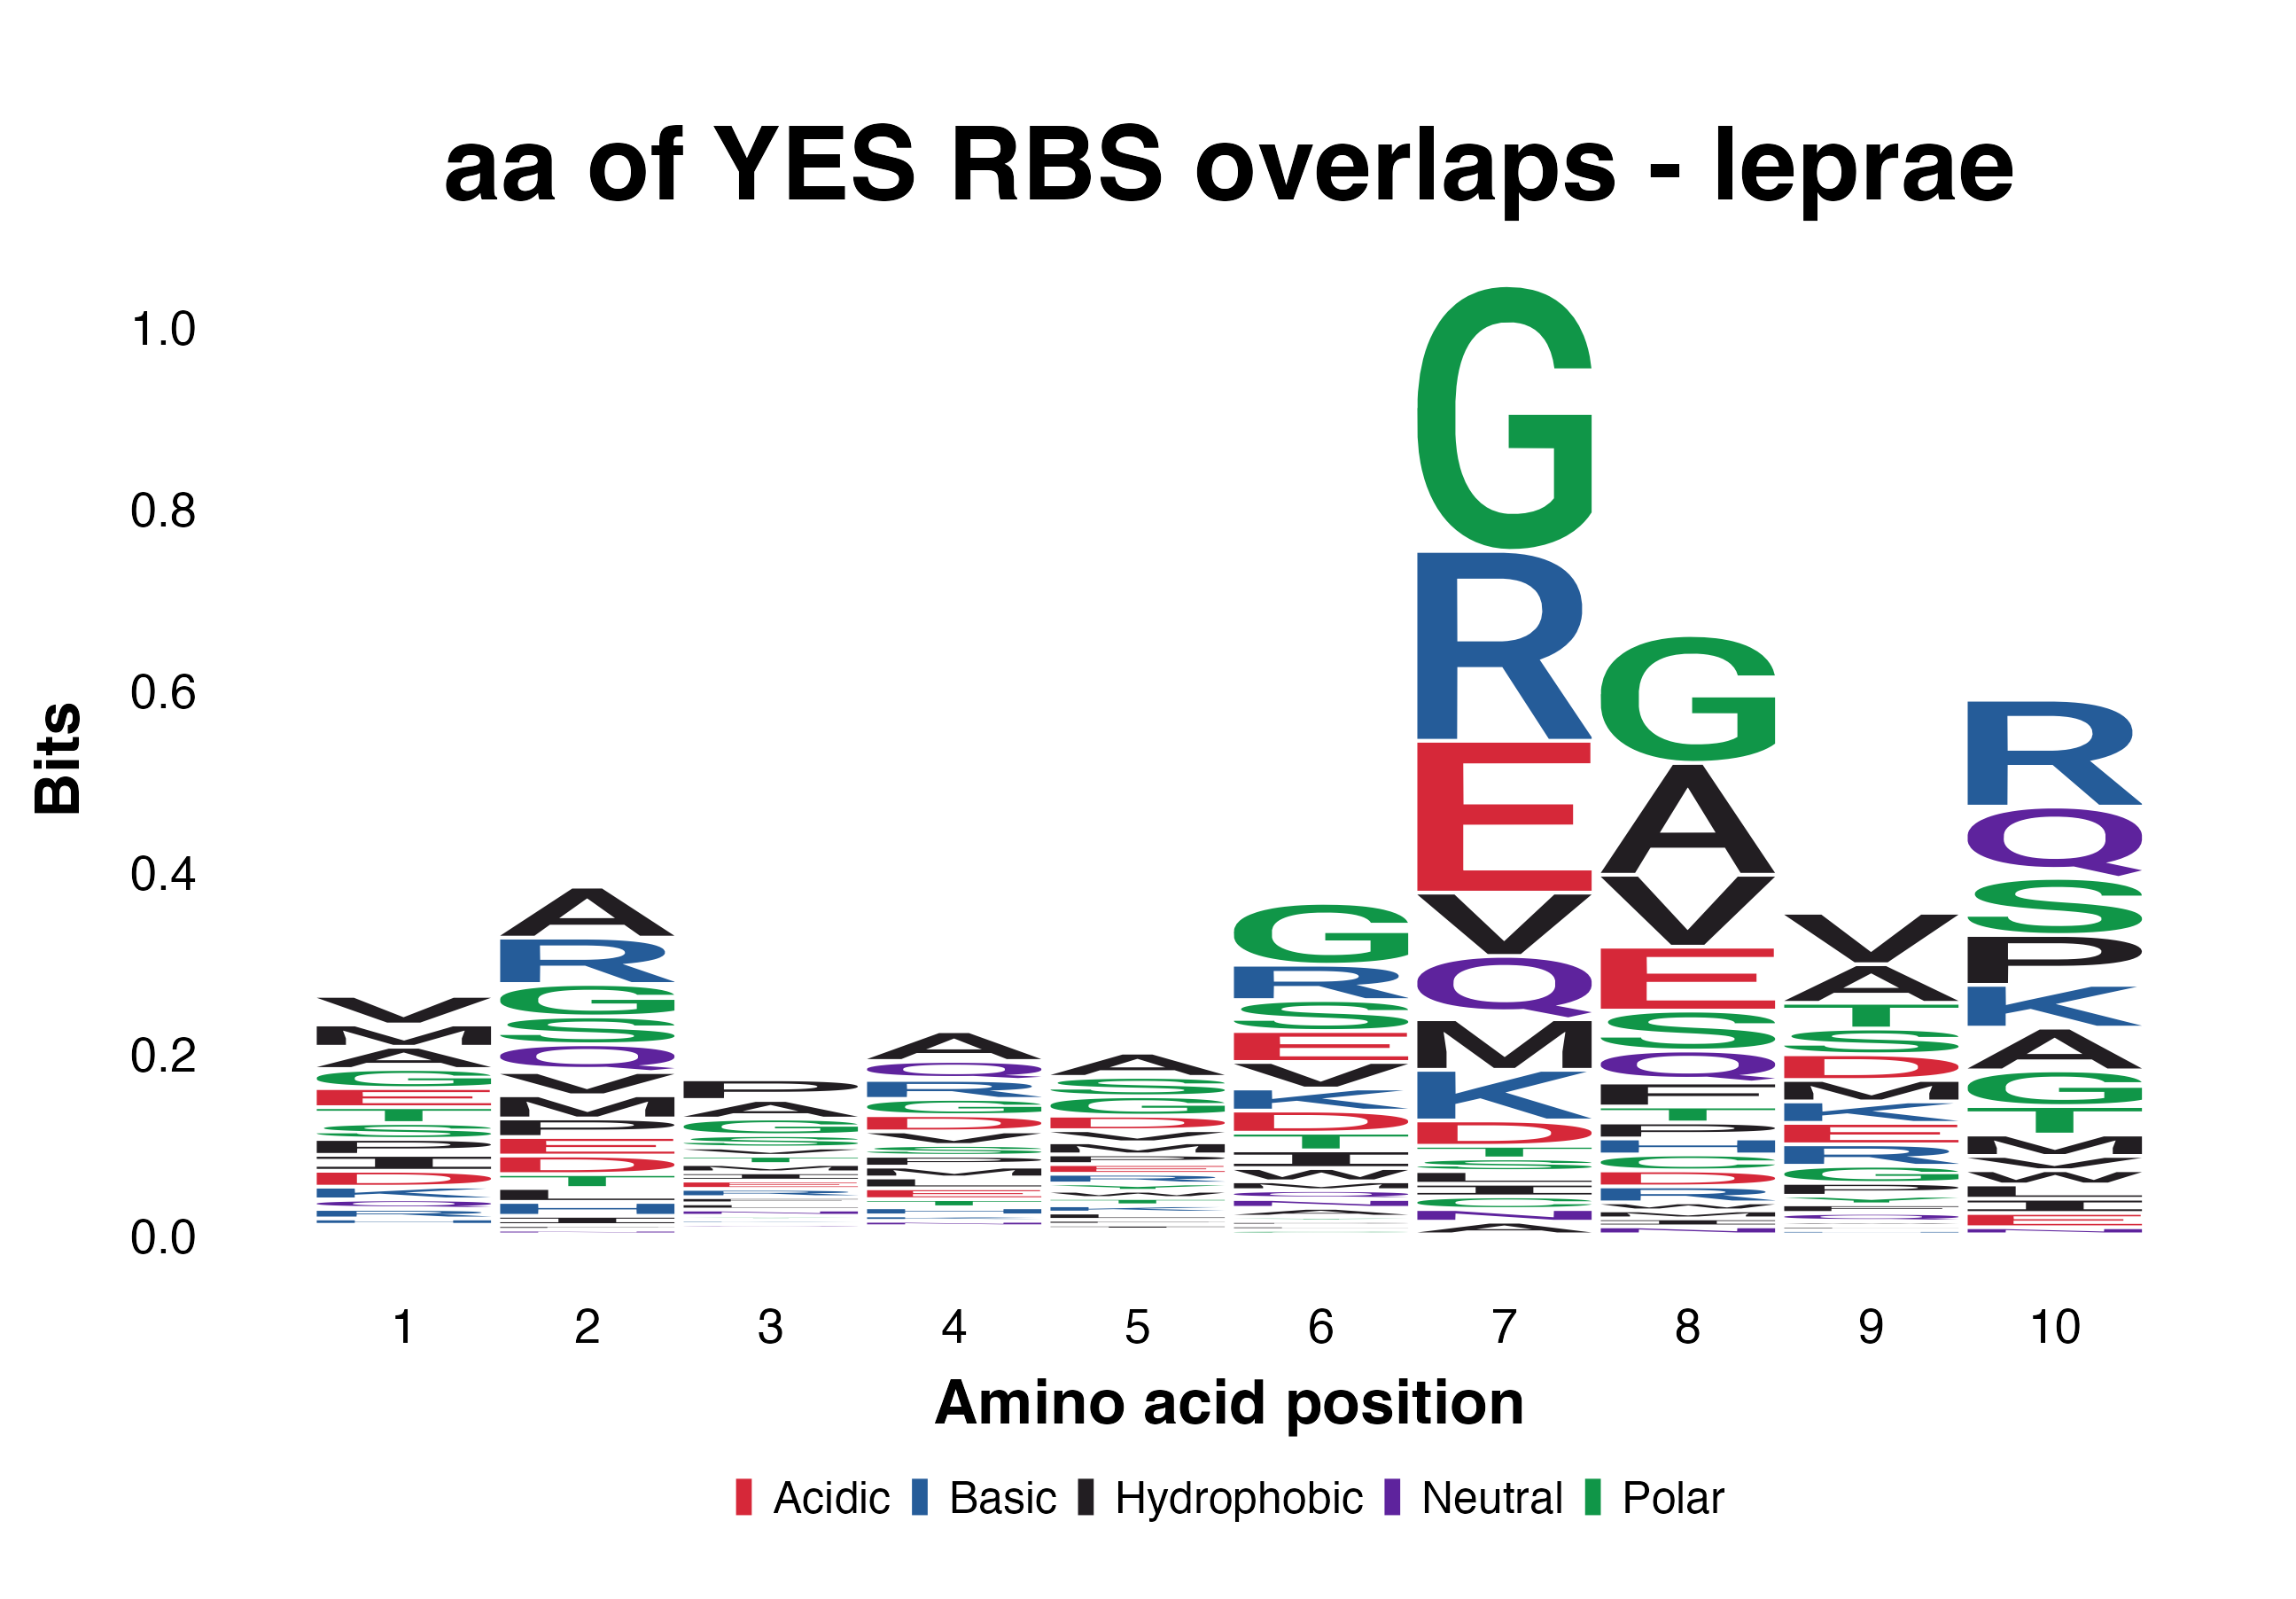 aa of YES RBS overlaps - leprae
1.0
0.8
0.6
0.4
0.2
0.0
Bits
1 2 3 4 5 6 7 8 9 10
Amino acid position
Acidic Basic Hydrophobic Neutral Polar
V M A G E T S P
A R G S Q V M P E D T L H
P A G S V T
A Q R G D V S P M L E T H N
A S G D V M E R
G R S E V K D T I
G R E V Q M K D T S L I G N A
G A V E S Q F T P H G D K
V A T S D M K E R G P
R Q S P K A G T M V L I E N